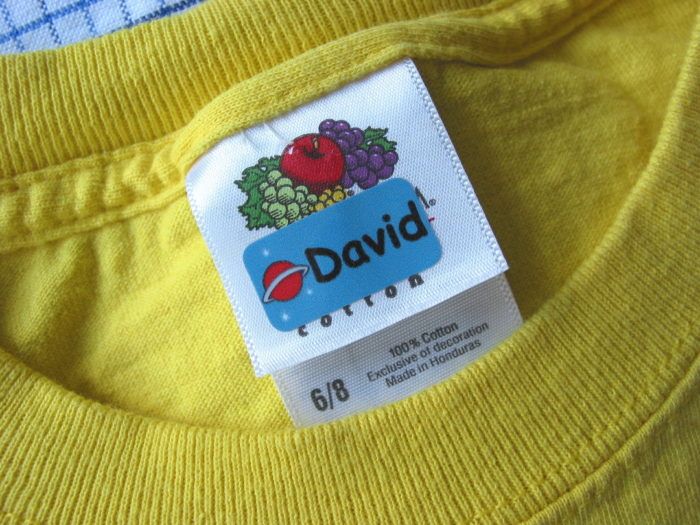 David
cotton
100% Cotton
Exclusive of decoration
Made in Honduras
6/8